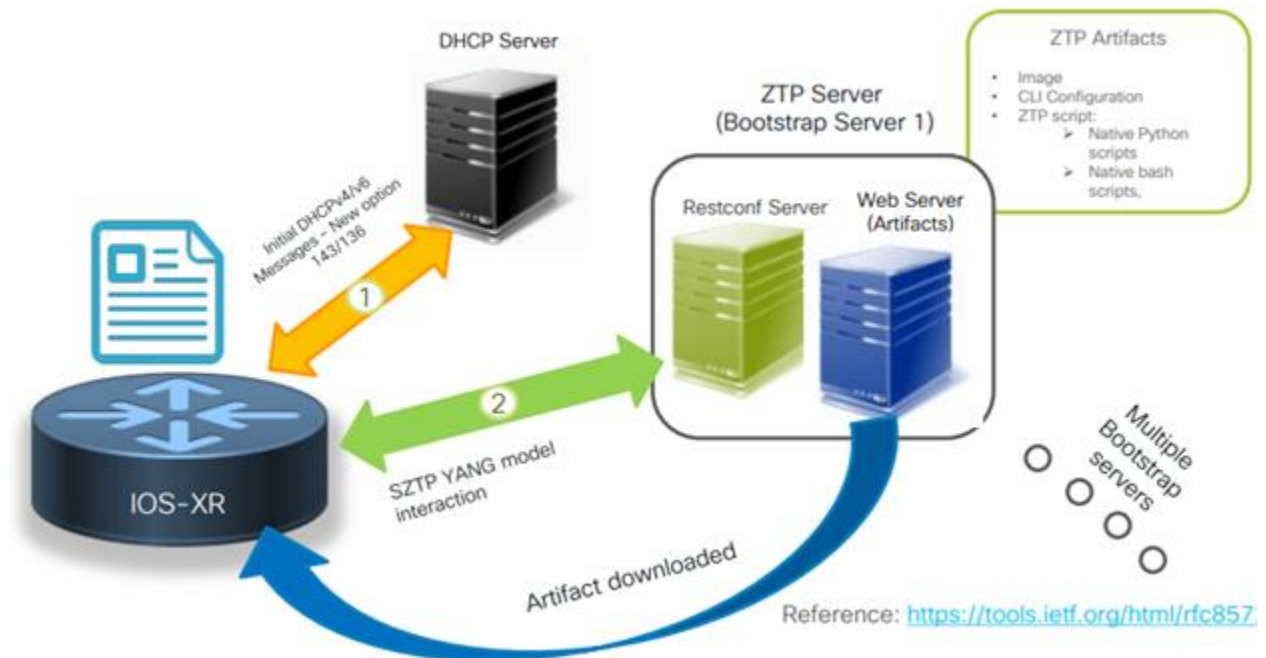 DHCP Server
ZTP Artifacts
• Image
• CLI Configuration
• ZTP script:
➢ Native Python
scripts
➢ Native bash
scripts,
ZTP Server
(Bootstrap Server 1)
Restconf Server
Web Server
(Artifacts)
Initial DHCPv4/v6
Messages – New option
143/136
1
2
SZTP YANG model
interaction
IOS-XR
Multiple
Bootstrap
servers
Artifact downloaded
Reference: https://tools.ietf.org/html/rfc857